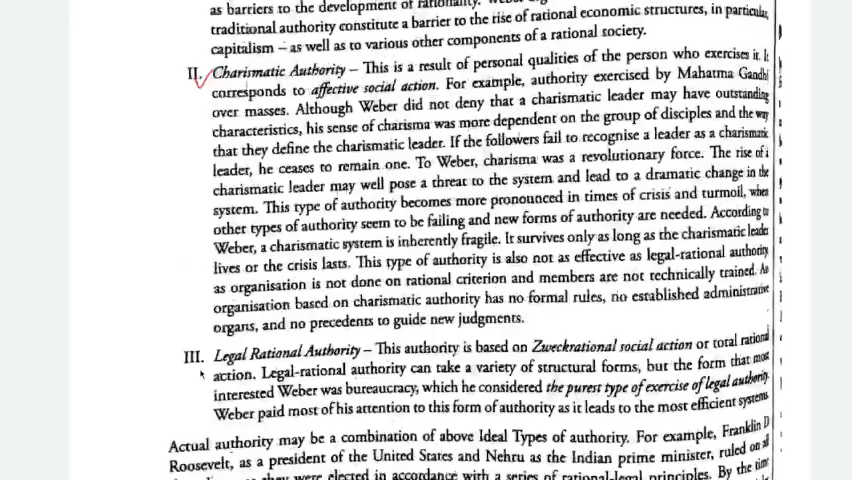 as barriers to the development of rationality.
traditional authority constitute a barrier to the rise of rational economic structures, in particular,
capitalism – as well as to various other components of a rational society.
II. Charismatic Authority – This is a result of personal qualities of the person who exercises it. It
corresponds to affective social action. For example, authority exercised by Mahatma Gandhi
over masses. Although Weber did not deny that a charismatic leader may have outstanding
characteristics, his sense of charisma was more dependent on the group of disciples and the way
that they define the charismatic leader. If the followers fail to recognise a leader as a charismatic
leader, he ceases to remain one. To Weber, charisma was a revolutionary force. The rise of a
charismatic leader may well pose a threat to the system and lead to a dramatic change in the
system. This type of authority becomes more pronounced in times of crisis and turmoil, when
other types of authority seem to be failing and new forms of authority are needed. According to
Weber, a charismatic system is inherently fragile. It survives only as long as the charismatic leader
lives or the crisis lasts. This type of authority is also not as effective as legal-rational authority
as organisation is not done on rational criterion and members are not technically trained. An
organisation based on charismatic authority has no formal rules, no established administrative
organs, and no precedents to guide new judgments.
III. Legal Rational Authority – This authority is based on Zweckrational social action or total rational
action. Legal-rational authority can take a variety of structural forms, but the form that most
interested Weber was bureaucracy, which he considered the purest type of exercise of legal authority.
Weber paid most of his attention to this form of authority as it leads to the most efficient systems
Actual authority may be a combination of above Ideal Types of authority. For example, Franklin D
Roosevelt, as a president of the United States and Nehru as the Indian prime minister, ruled on all
they were elected in accordance with a series of rational-legal principles. By the time